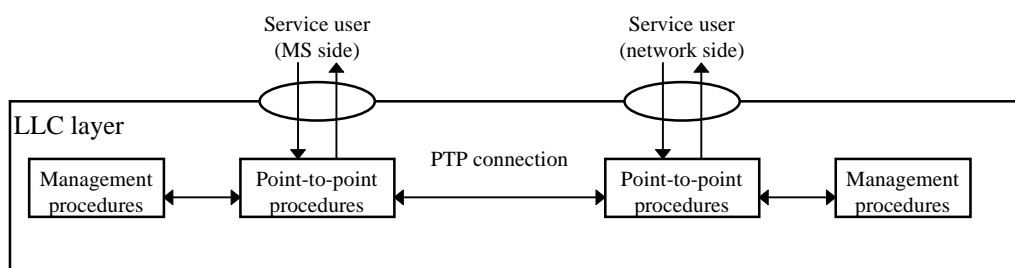 Service user
(MS side)
Service user
(network side)
LLC layer
PTP connection
Management
procedures
Point-to-point
procedures
Point-to-point
procedures
Management
procedures